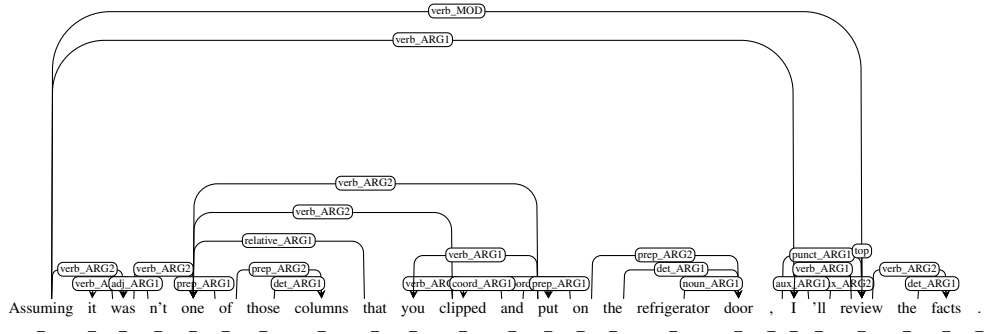 verb_MOD
verb_ARG1
verb_ARG2
verb_ARG2
relative_ARG1 verb_ARG1 prep_ARG2 punct_ARG1 top
verb_ARG2 verb_ARG2 prep_ARG2 det_ARG1 verb_ARG1 verb_ARG2
adj_ARG1 prep_ARG1 det_ARG1 coord_ARG1 prep_ARG1 noun_ARG1 aux_ARG1 det_ARG1
Assuming it was n't one of those columns that you clipped and put on the refrigerator door , I 'll review the facts .